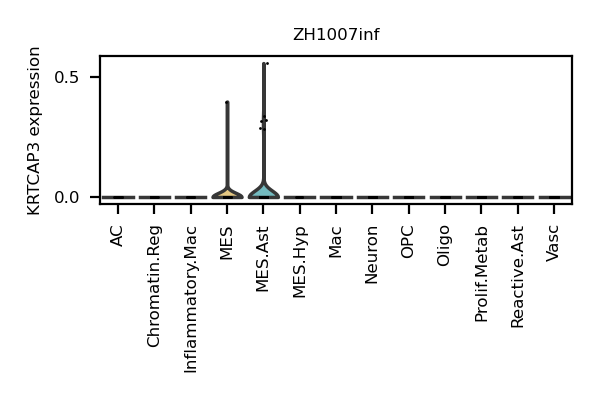 ZH1007inf
KRTCAP3 expression
0.5
0.0
AC
Chromatin.Reg
Inflammatory.Mac
MES
MES.Ast
MES.Hyp
Mac
Neuron
OPC
Oligo
Prolif.Metab
Reactive.Ast
Vasc